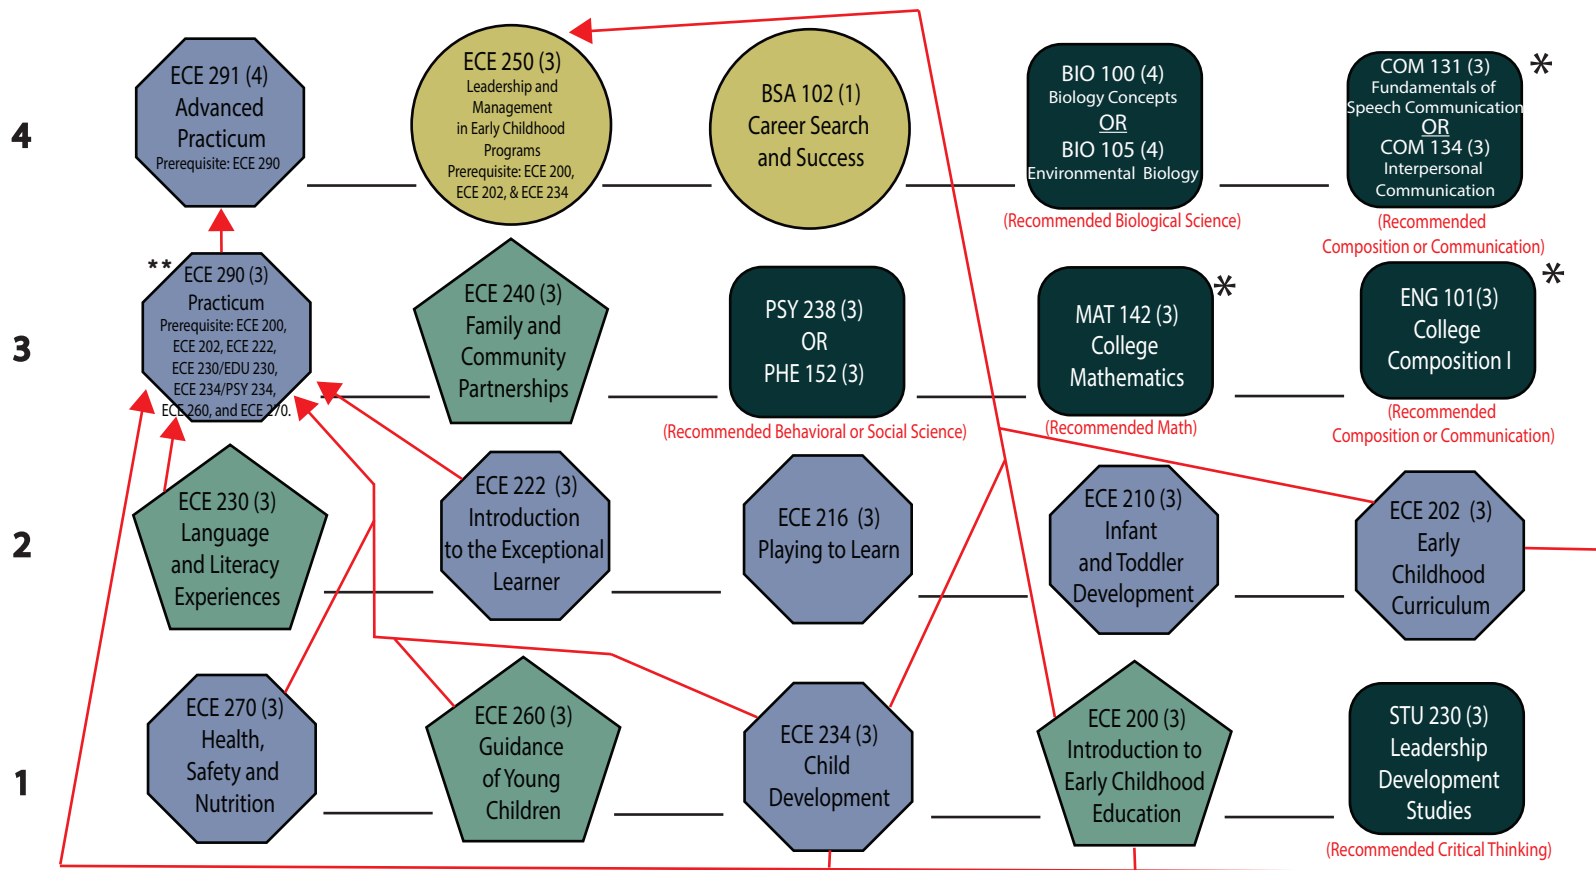 4
ECE 291 (4)
Advanced
Practicum
Prerequisite: ECE 290
ECE 250 (3)
Leadership and
Management
in Early Childhood
Programs
Prerequisite: ECE 200,
ECE 202, & ECE 234
BSA 102 (1)
Career Search
and Success
BIO 100 (4)
Biology Concepts
OR
BIO 105 (4)
Environmental Biology
(Recommended Biological Science)
COM 131 (3)
Fundamentals of
Speech Communication
OR
COM 134 (3)
Interpersonal
Communication
*
(Recommended
Composition or Communication)
3
**
ECE 290 (3)
Practicum
Prerequisite: ECE 200,
ECE 202, ECE 222,
ECE 230/EDU 230,
ECE 234/PSY 234,
ECE 260, and ECE 270.
ECE 240 (3)
Family and
Community
Partnerships
PSY 238 (3)
OR
PHE 152 (3)
(Recommended Behavioral or Social Science)
MAT 142 (3)
College
Mathematics
*
(Recommended Math)
ENG 101(3)
College
Composition I
*
(Recommended
Composition or Communication)
2
ECE 230 (3)
Language
and Literacy
Experiences
ECE 222 (3)
Introduction
to the Exceptional
Learner
ECE 216 (3)
Playing to Learn
ECE 210 (3)
Infant
and Toddler
Development
ECE 202 (3)
Early
Childhood
Curriculum
1
ECE 270 (3)
Health,
Safety and
Nutrition
ECE 260 (3)
Guidance
of Young
Children
ECE 234 (3)
Child
Development
ECE 200 (3)
Introduction to
Early Childhood
Education
STU 230 (3)
Leadership
Development
Studies
(Recommended Critical Thinking)